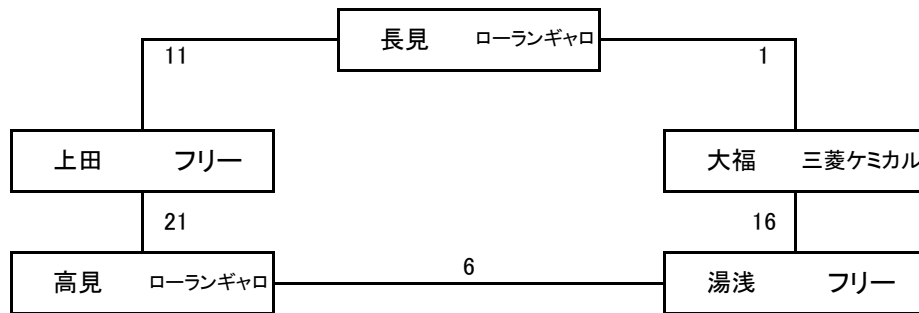 長見 ローランギャロ
11
1
上田 フリー
大福 三菱ケミカル
21
16
高見 ローランギャロ
6
湯浅 フリー